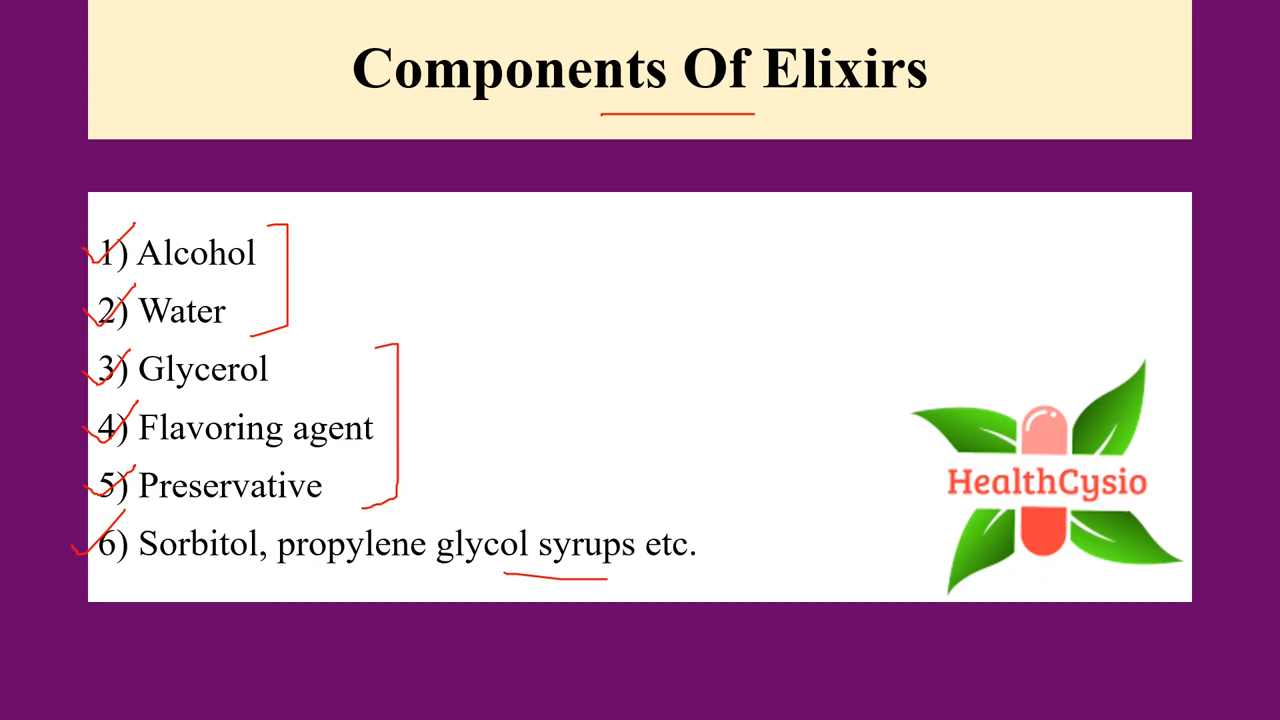 Components Of Elixirs
1) Alcohol
2) Water
3) Glycerol
4) Flavoring agent
5) Preservative
6) Sorbitol, propylene glycol syrups etc.
HealthCysio